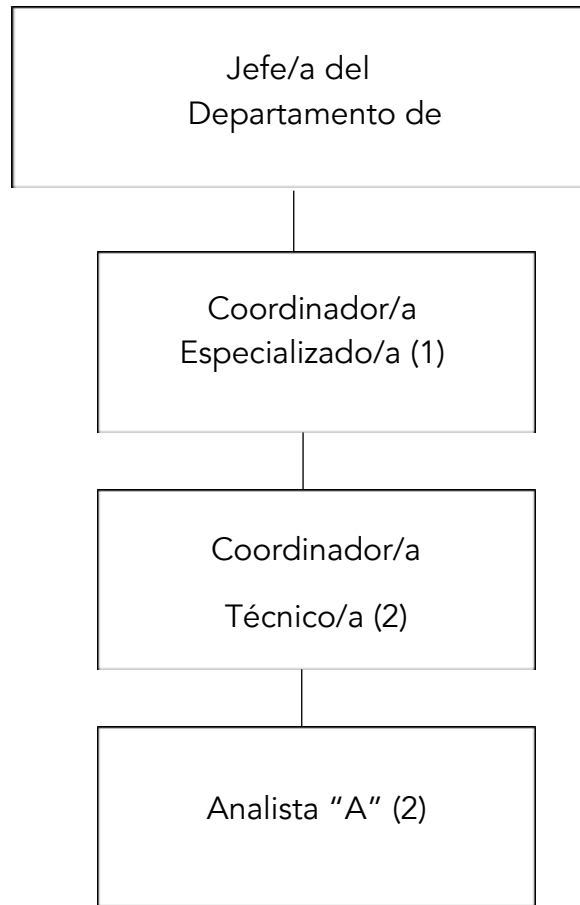 Jefe/a del
Departamento de
Coordinador/a
Especializado/a (1)
Coordinador/a
Técnico/a (2)
Analista “A” (2)